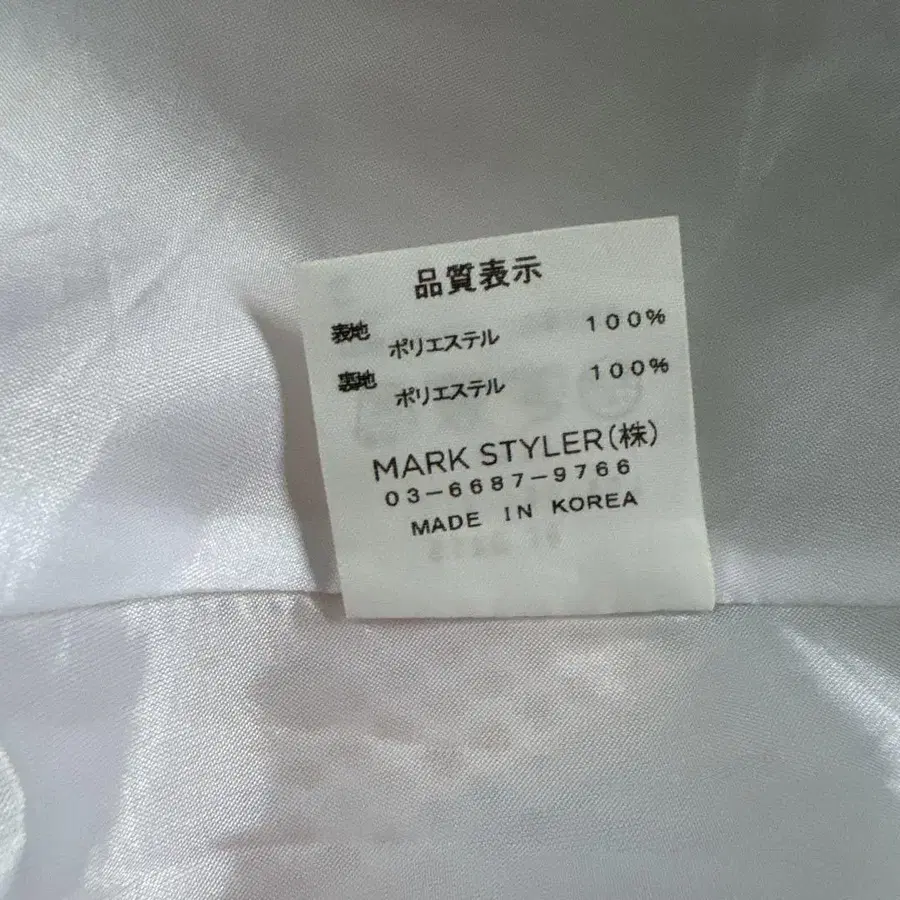 品質表示
表地 ポリエステル 100%
裏地 ポリエステル 100%
MARK STYLER(株)
03-6687-9766
MADE IN KOREA